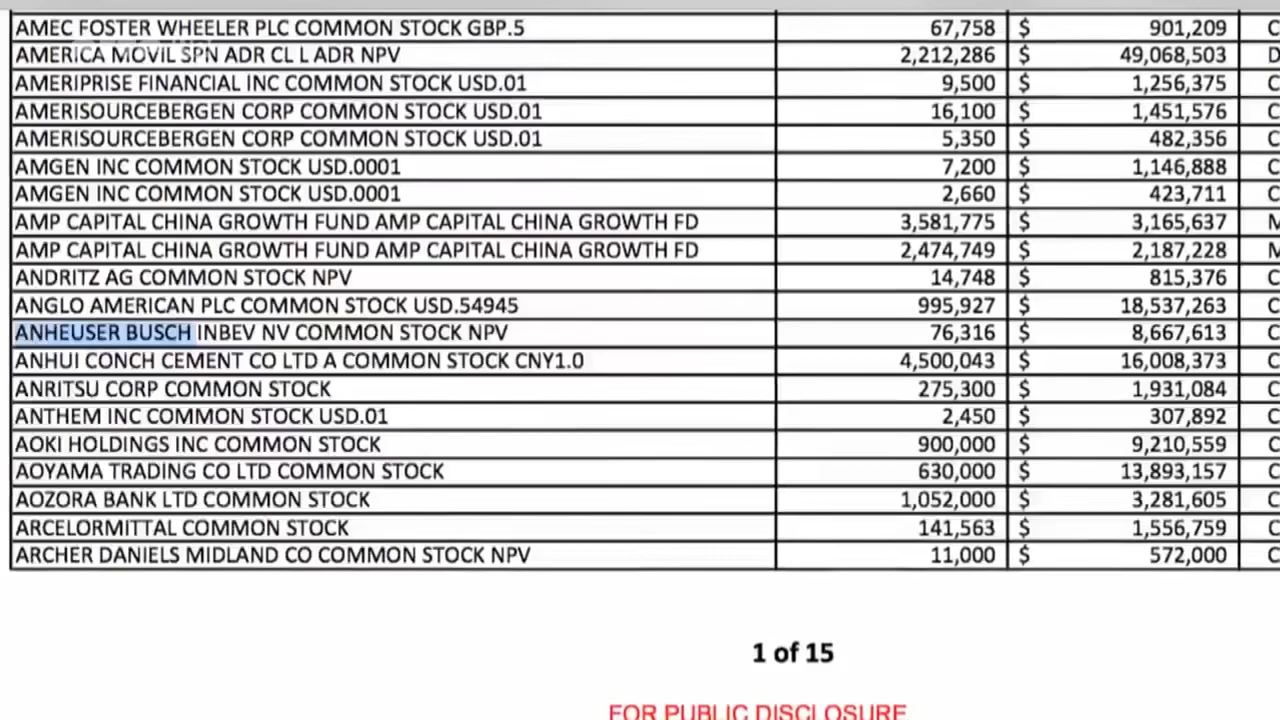 AMEC FOSTER WHEELER PLC COMMON STOCK GBP.5 67,758 $ 901,209 C
AMERICA MOVIL SPN ADR CL L ADR NPV 2,212,286 $ 49,068,503 D
AMERIPRISE FINANCIAL INC COMMON STOCK USD.01 9,500 $ 1,256,375 C
AMERISOURCEBERGEN CORP COMMON STOCK USD.01 16,100 $ 1,451,576 C
AMERISOURCEBERGEN CORP COMMON STOCK USD.01 5,350 $ 482,356 C
AMGEN INC COMMON STOCK USD.0001 7,200 $ 1,146,888 C
AMGEN INC COMMON STOCK USD.0001 2,660 $ 423,711 C
AMP CAPITAL CHINA GROWTH FUND AMP CAPITAL CHINA GROWTH FD 3,581,775 $ 3,165,637 M
AMP CAPITAL CHINA GROWTH FUND AMP CAPITAL CHINA GROWTH FD 2,474,749 $ 2,187,228 M
ANDRITZ AG COMMON STOCK NPV 14,748 $ 815,376 C
ANGLO AMERICAN PLC COMMON STOCK USD.54945 995,927 $ 18,537,263 C
ANHEUSER BUSCH INBEV NV COMMON STOCK NPV 76,316 $ 8,667,613 C
ANHUI CONCH CEMENT CO LTD A COMMON STOCK CNY1.0 4,500,043 $ 16,008,373 C
ANRITSU CORP COMMON STOCK 275,300 $ 1,931,084 C
ANTHEM INC COMMON STOCK USD.01 2,450 $ 307,892 C
AOKI HOLDINGS INC COMMON STOCK 900,000 $ 9,210,559 C
AOYAMA TRADING CO LTD COMMON STOCK 630,000 $ 13,893,157 C
AOZORA BANK LTD COMMON STOCK 1,052,000 $ 3,281,605 C
ARCELORMITTAL COMMON STOCK 141,563 $ 1,556,759 C
ARCHER DANIELS MIDLAND CO COMMON STOCK NPV 11,000 $ 572,000 C
1 of 15
FOR PUBLIC DISCLOSURE